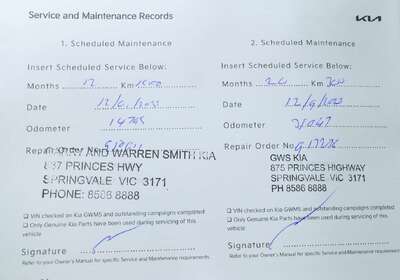 Service and Maintenance Records
KIA
1. Scheduled Maintenance
Insert Scheduled Service Below:
Months 12 Km
Date
Odometer
Repair Order No
AND WARREN SMITH KIA
PRINCES HWY
SPRINGVALE VIC 3171
PHONE: 8586 8888
❑ VIN checked on Kia GWMS and outstanding campaigns completed
❑ Only Genuine Kia Parts have been used during servicing of this
vehicle
Signature
Refer to your Owner's Manual for specific Service and Maintenance requirements.
2. Scheduled Maintenance
Insert Scheduled Service Below:
Months 24 Km
Date
Odometer
Repair Order No
GWS KIA
875 PRINCES HIGHWAY
SPRINGVALE VIC 3171
PH 8586 8888
❑ VIN checked on Kia GWMS and outstanding campaigns completed
❑ Only Genuine Kia Parts have been used during servicing of this
vehicle
Signature
Refer to your Owner's Manual for specific Service and Maintenance requirements